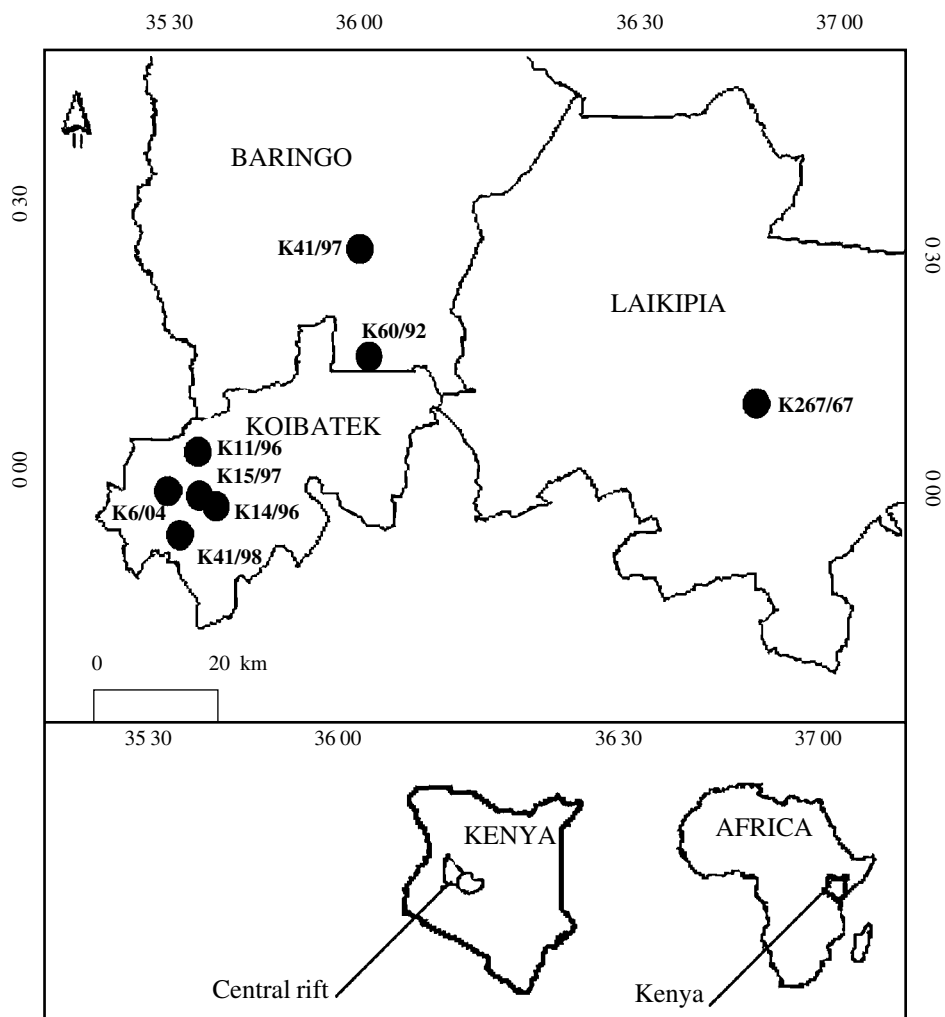 35 30 36 00 36 30 37 00
BARINGO
0 30
K41/97
0 30
LAIKIPIA
K60/92
K267/67
KOIBATEK
K11/96
0 00
K15/97
0 00
K6/04
K14/96
K41/98
0 20 km
35 30 36 00 36 30 37 00
KENYA
AFRICA
Central rift
Kenya